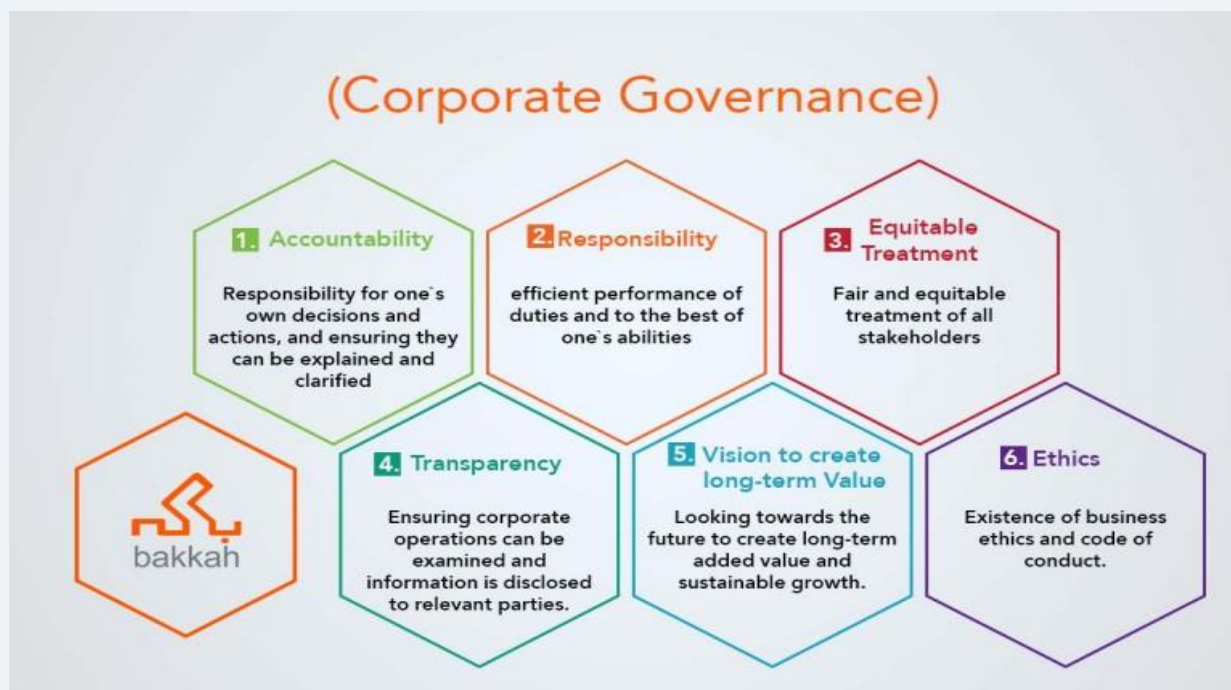 (Corporate Governance)
1. Accountability
Responsibility for one`s
own decisions and
actions, and ensuring they
can be explained and
clarified
2. Responsibility
efficient performance of
duties and to the best of
one`s abilities
3. Equitable
Treatment
Fair and equitable
treatment of all
stakeholders
بكه
bakkah
4. Transparency
Ensuring corporate
operations can be
examined and
information is disclosed
to relevant parties.
5. Vision to create
long-term Value
Looking towards the
future to create long-term
added value and
sustainable growth.
6. Ethics
Existence of business
ethics and code of
conduct.